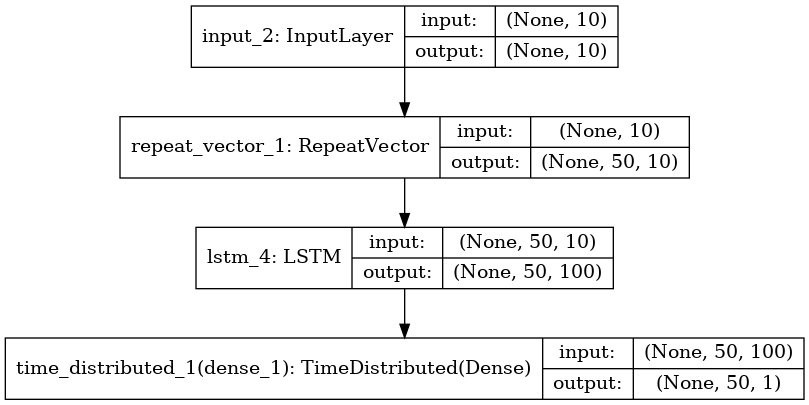 input_2: InputLayer
input: (None, 10)
output: (None, 10)
repeat_vector_1: RepeatVector
input: (None, 10)
output: (None, 50, 10)
lstm_4: LSTM
input: (None, 50, 10)
output: (None, 50, 100)
time_distributed_1(dense_1): TimeDistributed(Dense)
input: (None, 50, 100)
output: (None, 50, 1)